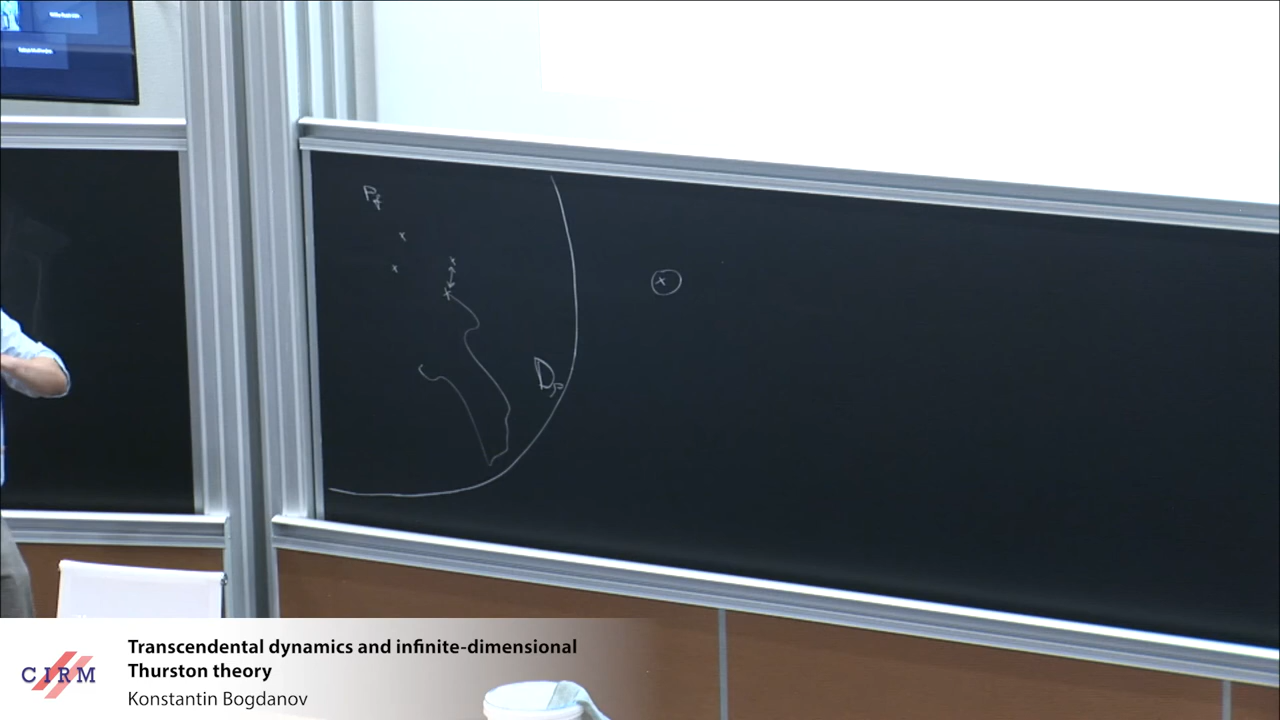 P_f
x
x
x
x
x
D_ρ
CIRM
Transcendental dynamics and infinite-dimensional
Thurston theory
Konstantin Bogdanov